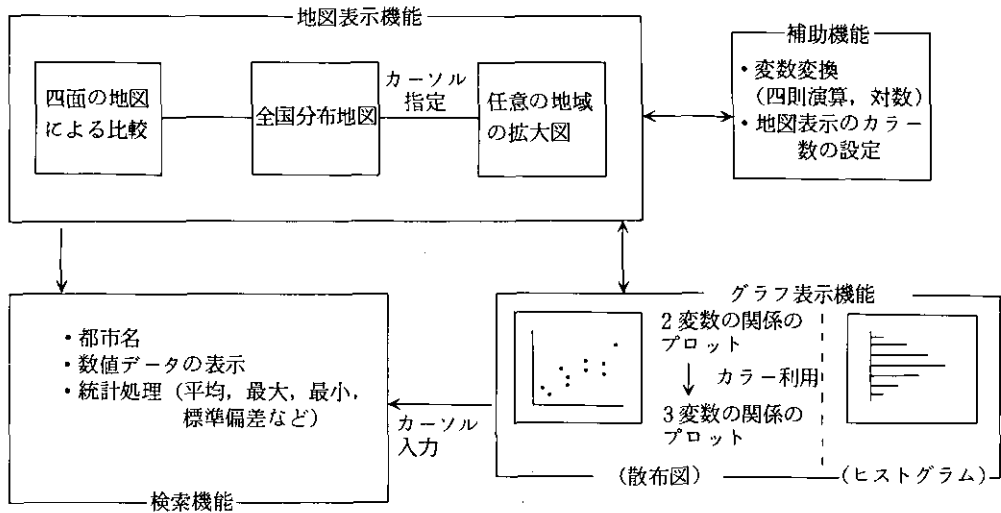 地図表示機能
四面の地図
による比較
全国分布地図
カーソル
指定
任意の地域
の拡大図
補助機能
・変数変換
(四則演算,対数)
・地図表示のカラー
数の設定
・都市名
・数値データの表示
・統計処理(平均,最大,最小,
標準偏差など)
検索機能
カーソル
入力
グラフ表示機能
2変数の関係の
プロット
カラー利用
3変数の関係の
プロット
(散布図)
(ヒストグラム)